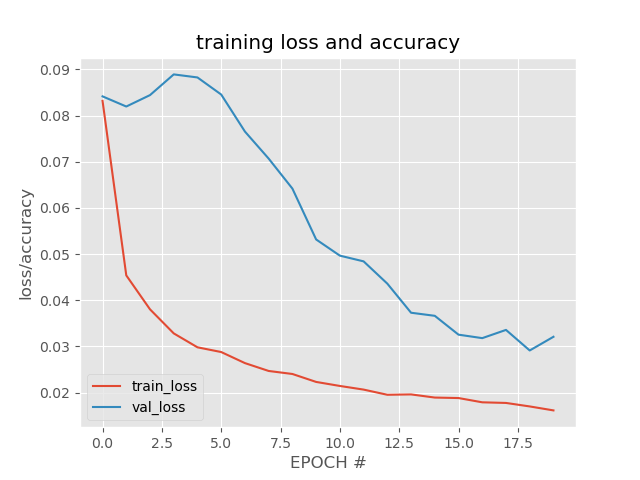 training loss and accuracy
0.09
0.08
0.07
0.06
0.05
0.04
0.03
0.02
loss/accuracy
train_loss
val_loss
0.0 2.5 5.0 7.5 10.0 12.5 15.0 17.5
EPOCH #